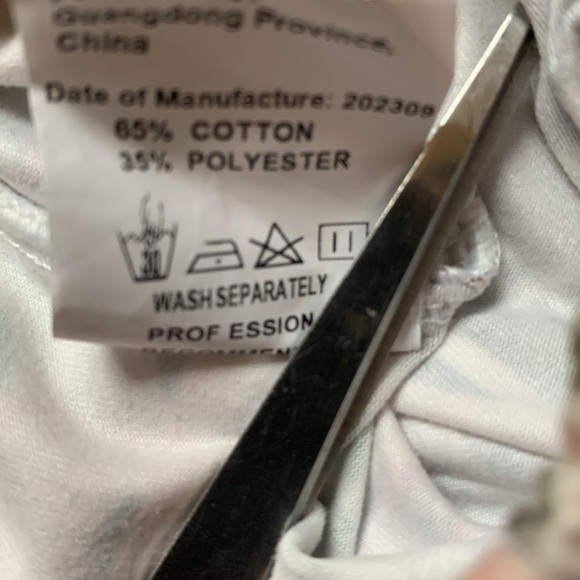 Guangdong Province,
China
Date of Manufacture: 202309
65% COTTON
35% POLYESTER
30
WASH SEPARATELY
PROF ESSION